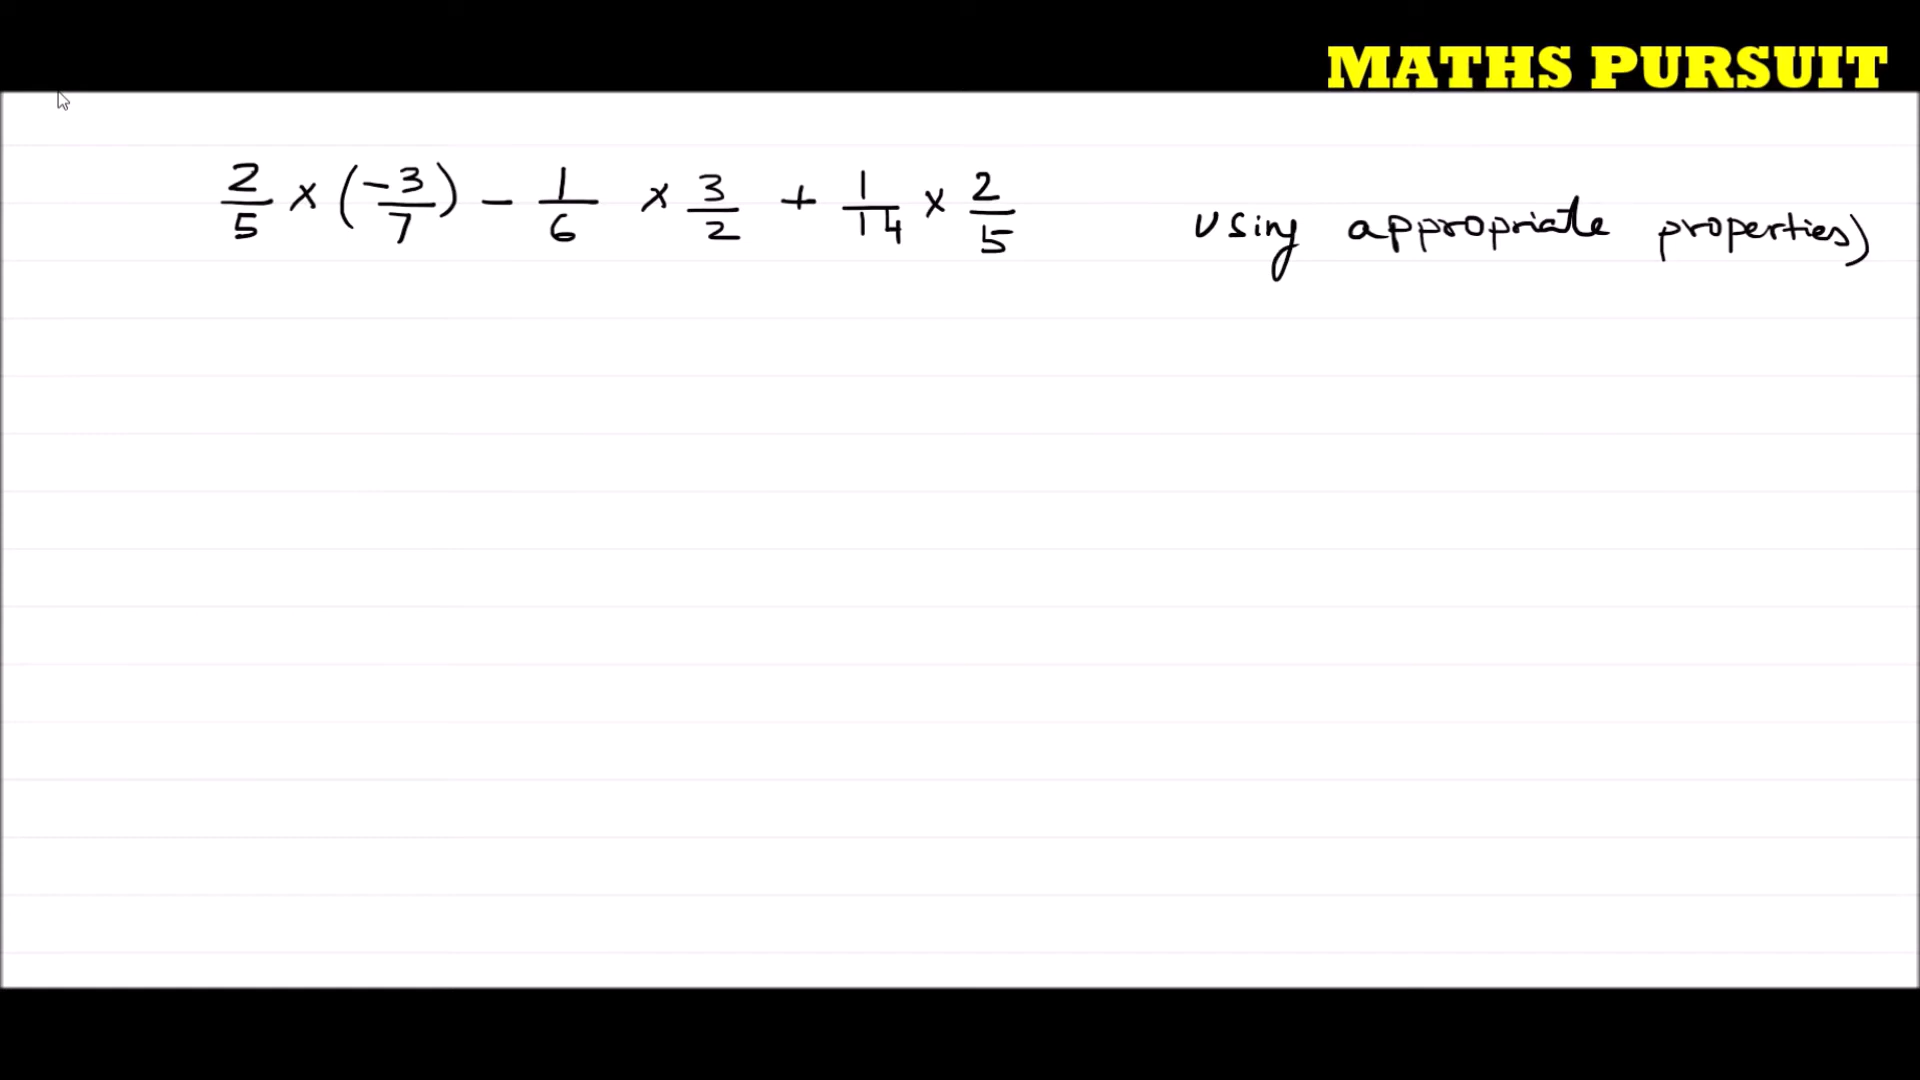 MATHS PURSUIT
2/5 × (-3/7) - 1/6 × 3/2 + 1/14 × 2/5 using appropriate properties)